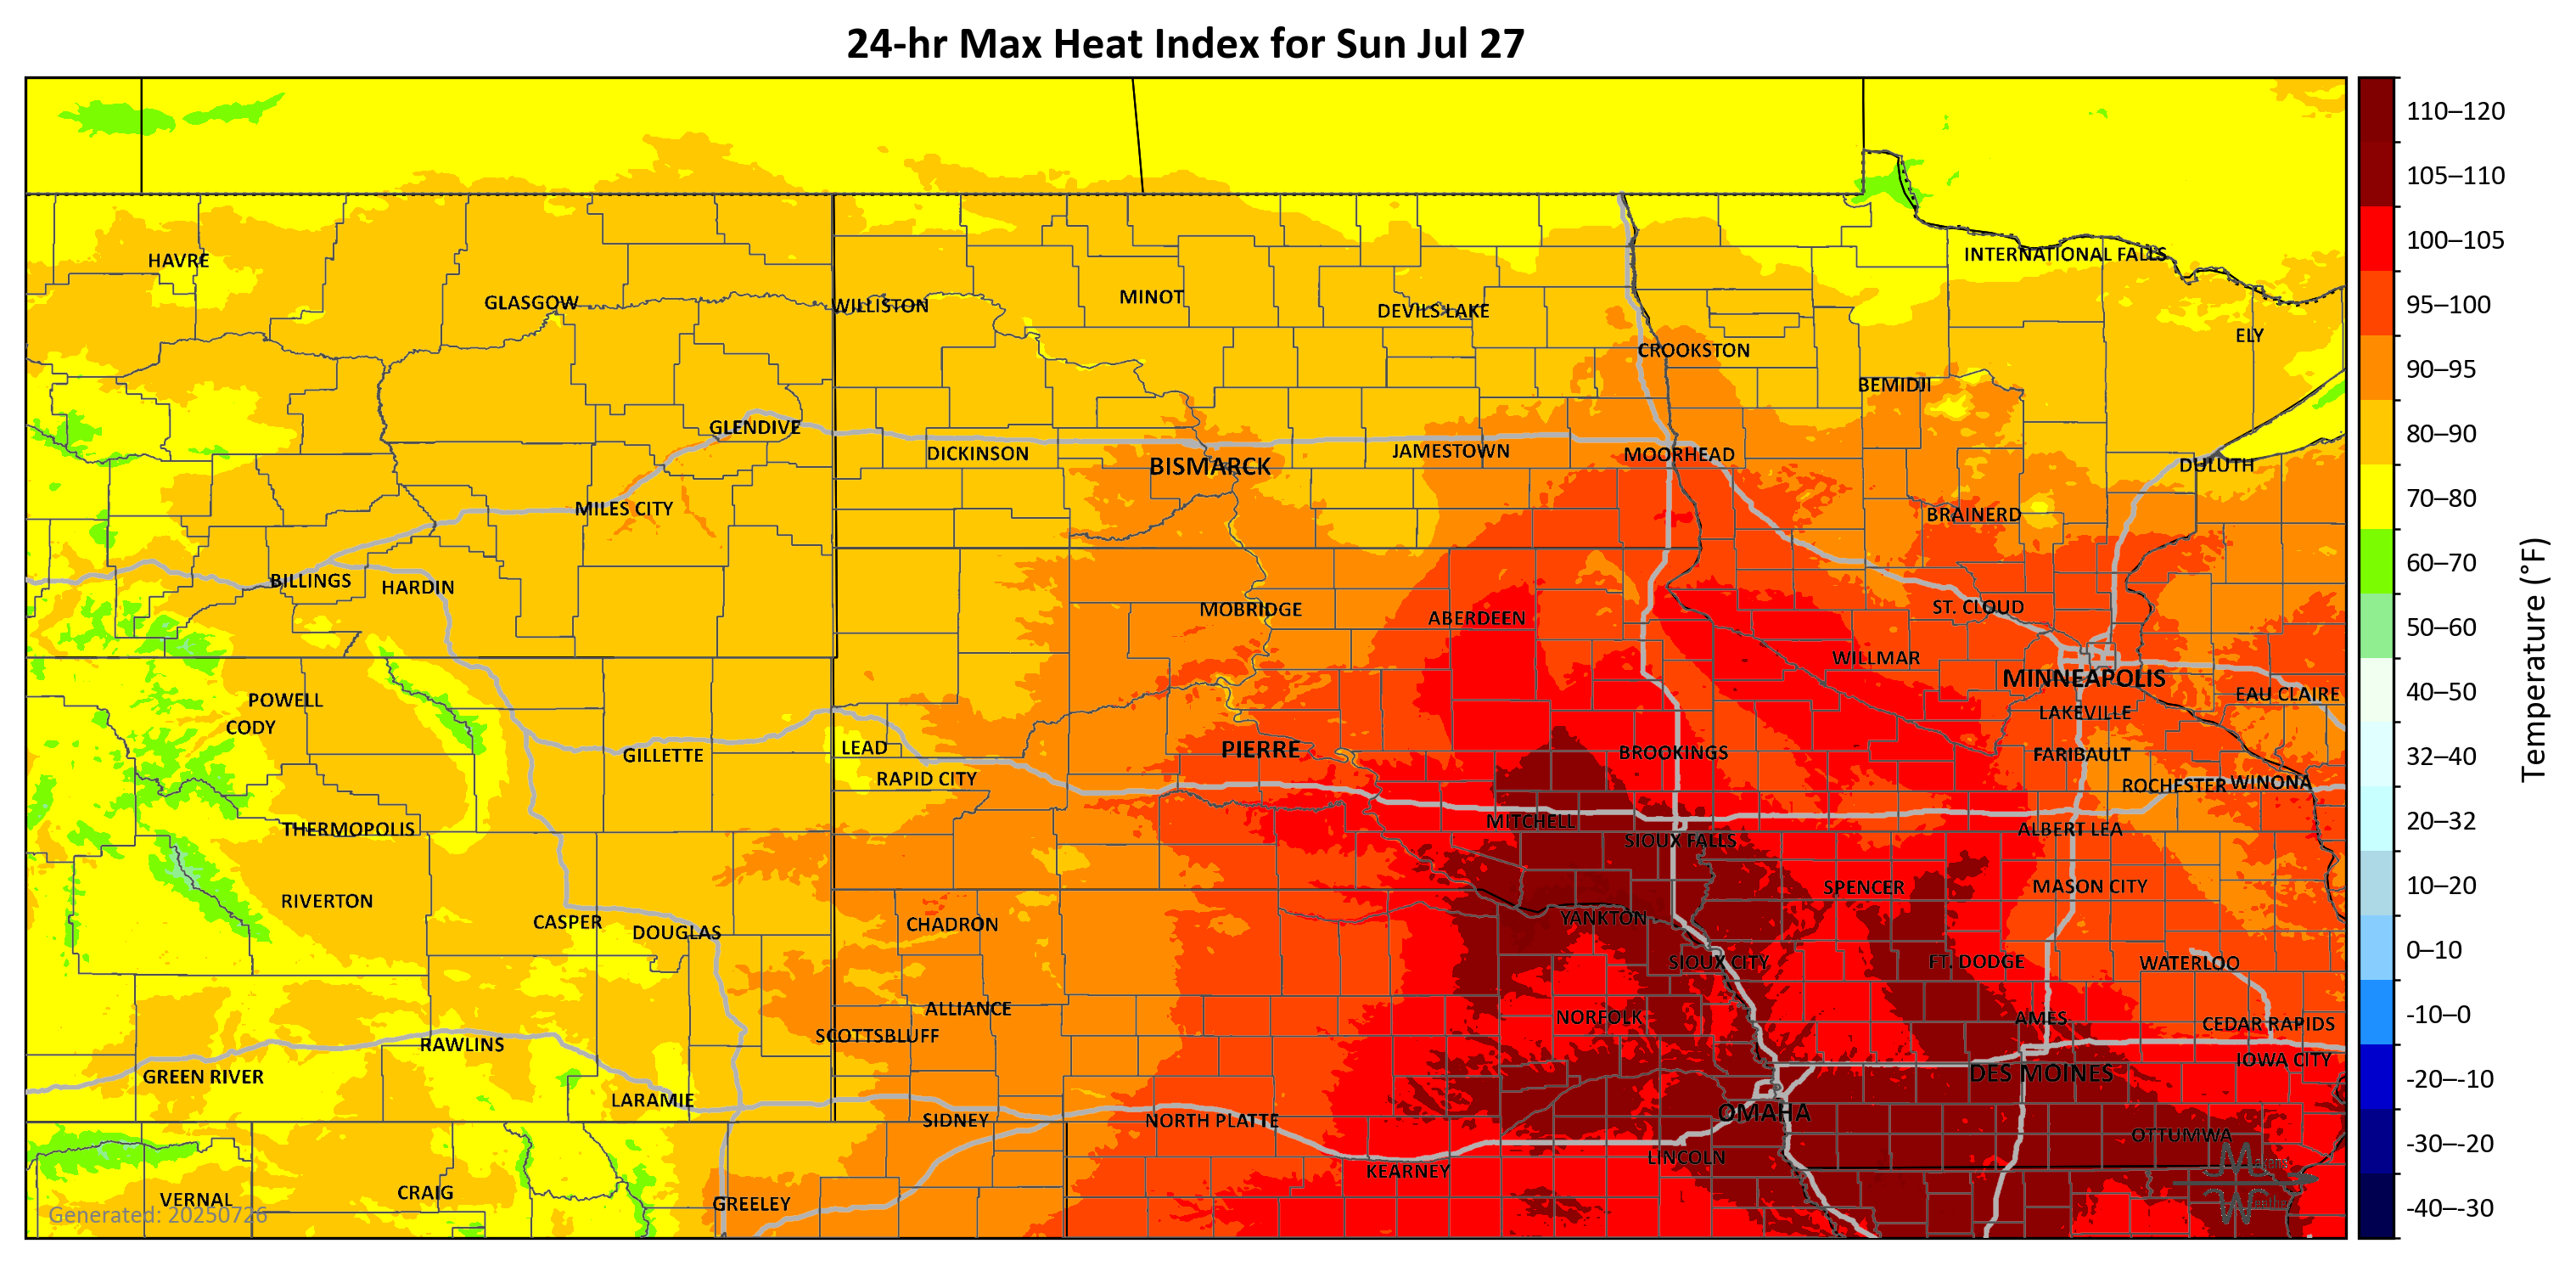 24-hr Max Heat Index for Sun Jul 27
HAVRE
INTERNATIONAL FALLS
GLASGOW
WILLISTON
MINOT
DEVILS LAKE
ELY
CROOKSTON
BEMIDJI
GLENDIVE
DICKINSON
BISMARCK
JAMESTOWN
MOORHEAD
DULUTH
MILES CITY
BRAINERD
BILLINGS
HARDIN
MOBRIDGE
ABERDEEN
ST. CLOUD
WILLMAR
MINNEAPOLIS
POWELL
EAU CLAIRE
CODY
LAKEVILLE
GILLETTE
LEAD
PIERRE
BROOKINGS
FARIBAULT
RAPID CITY
ROCHESTER
WINONA
THERMOPOLIS
MITCHELL
SIOUX FALLS
ALBERT LEA
RIVERTON
SPENCER
MASON CITY
CASPER
DOUGLAS
CHADRON
YANKTON
SIOUX CITY
FT. DODGE
WATERLOO
ALLIANCE
NORFOLK
AMES
CEDAR RAPIDS
SCOTTSBLUFF
RAWLINS
IOWA CITY
GREEN RIVER
DES MOINES
LARAMIE
SIDNEY
NORTH PLATTE
OMAHA
OTTUMWA
KEARNEY
LINCOLN
VERNAL
CRAIG
GREELEY
Generated: 20250726
110–120
105–110
100–105
95–100
90–95
80–90
70–80
60–70
50–60
40–50
32–40
20–32
10–20
0–10
-10–0
-20–-10
-30–-20
-40–-30
Temperature (°F)